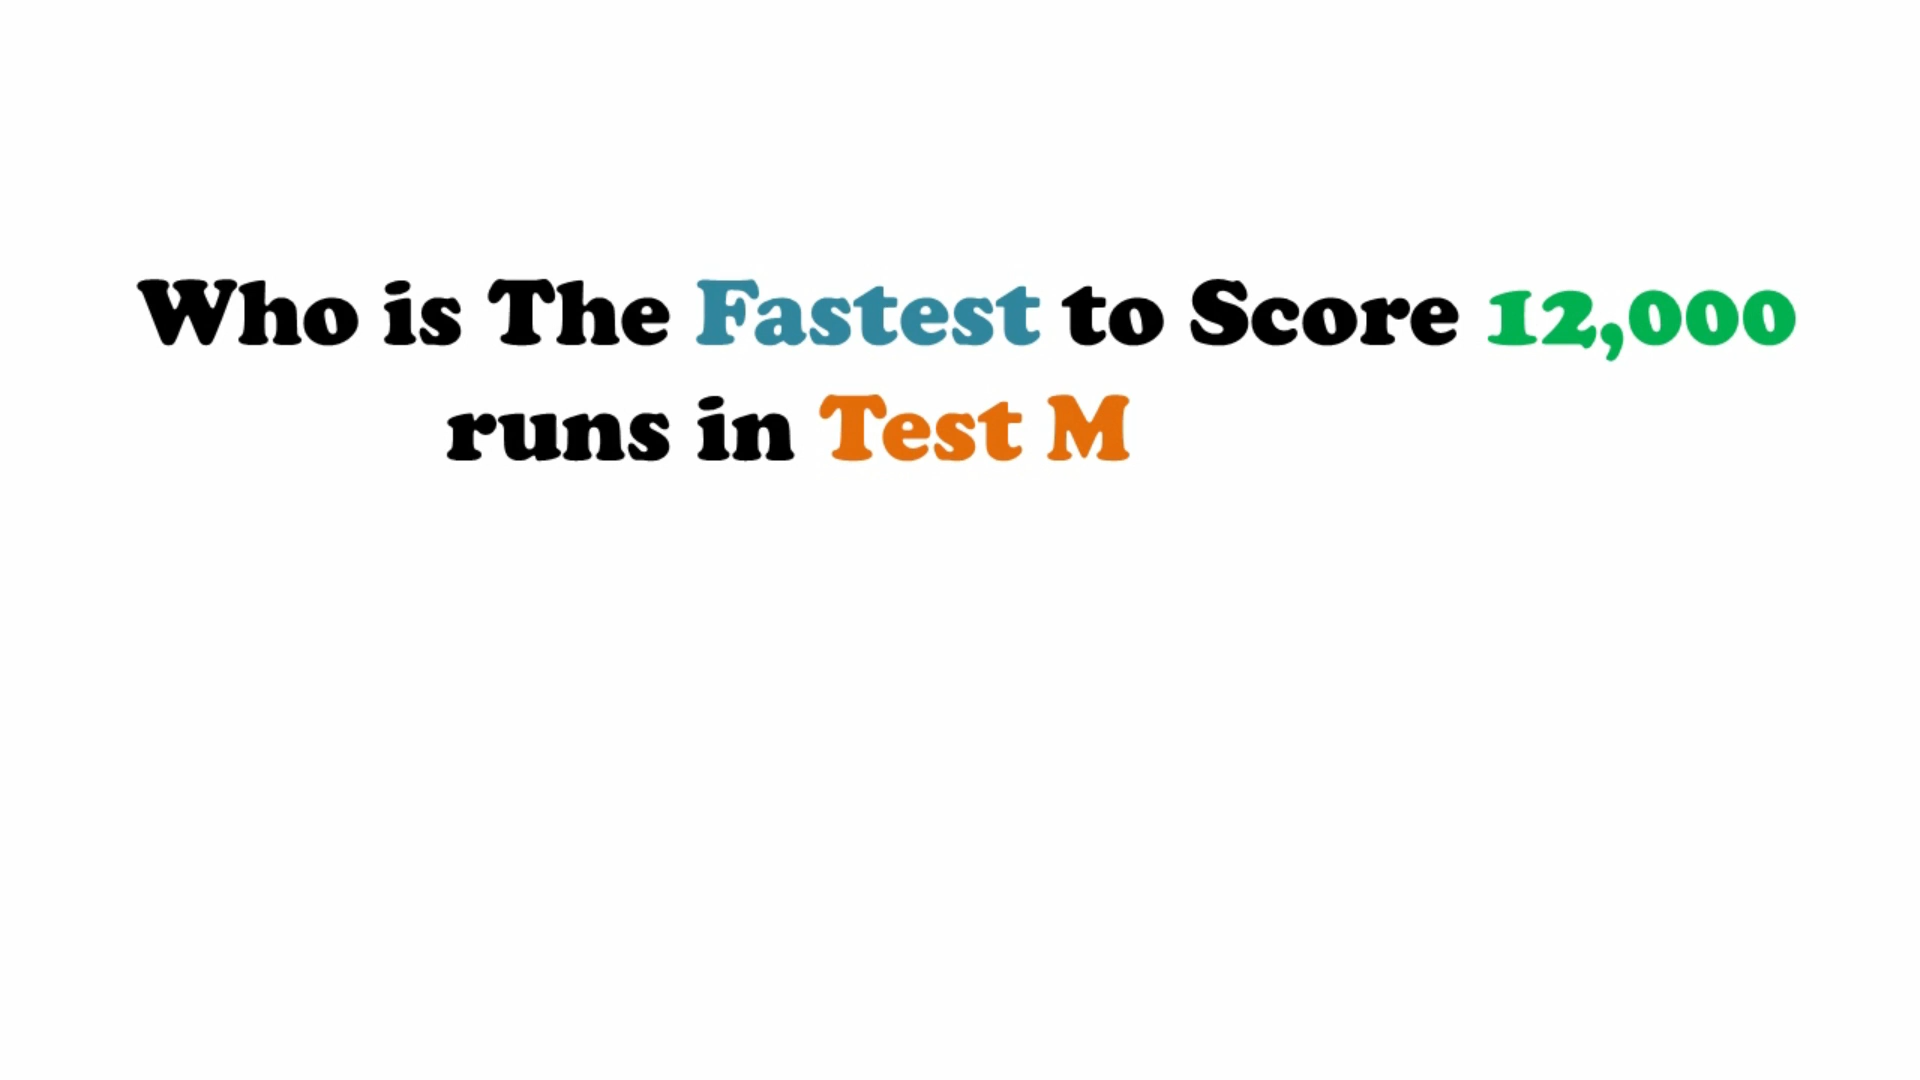 Who is The Fastest to Score 12,000
runs in Test M